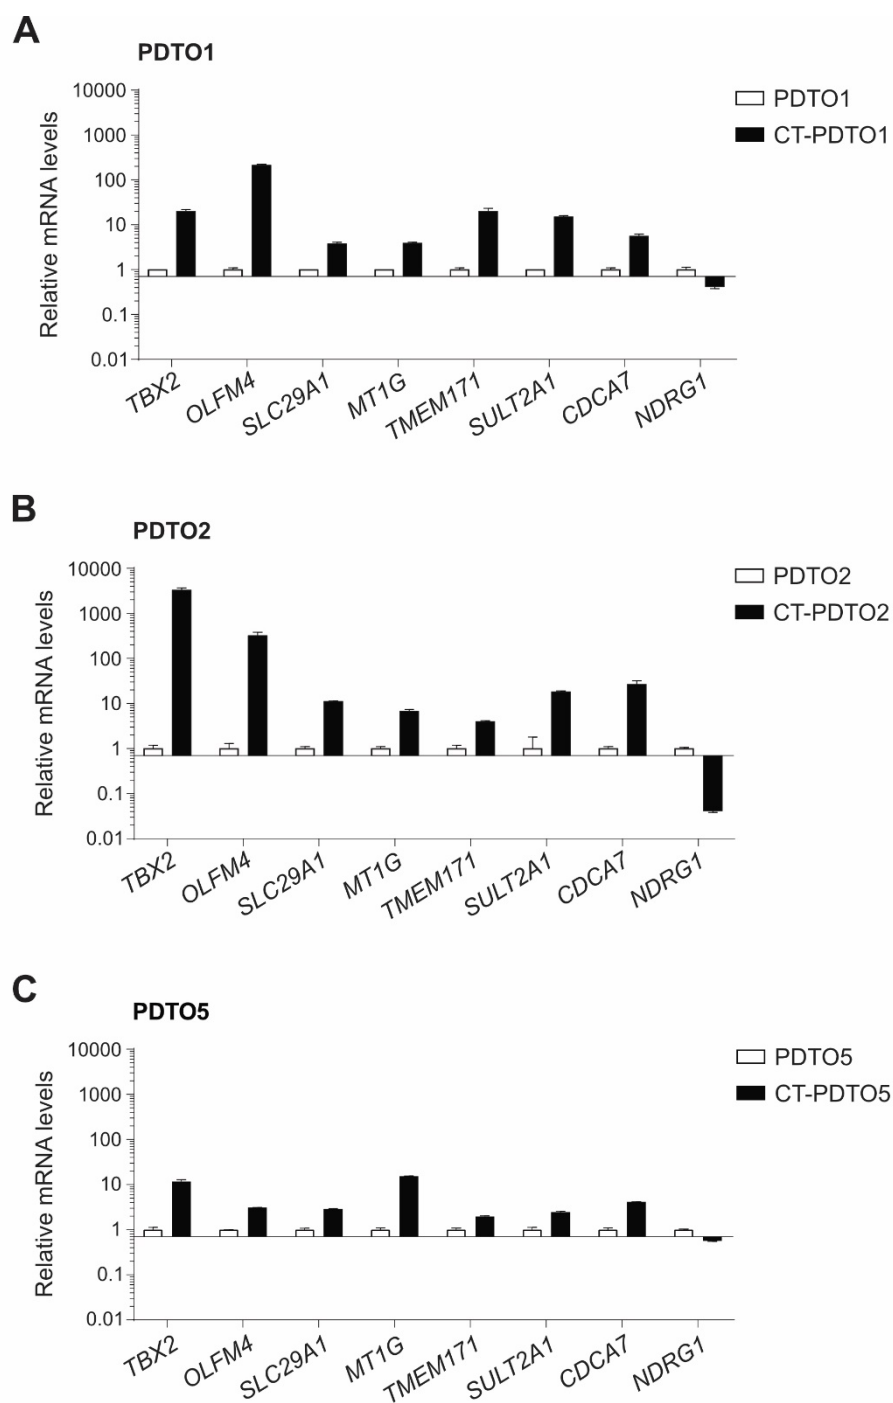 A
PDTO1
Relative mRNA levels
10000
1000
100
10
1
0.1
0.01
PDTO1
CT-PDTO1
TBX2
OLFM4
SLC29A1
MT1G
TMEM171
SULT2A1
CDCA7
NDRG1
B
PDTO2
Relative mRNA levels
10000
1000
100
10
1
0.1
0.01
PDTO2
CT-PDTO2
TBX2
OLFM4
SLC29A1
MT1G
TMEM171
SULT2A1
CDCA7
NDRG1
C
PDTO5
Relative mRNA levels
10000
1000
100
10
1
0.1
0.01
PDTO5
CT-PDTO5
TBX2
OLFM4
SLC29A1
MT1G
TMEM171
SULT2A1
CDCA7
NDRG1